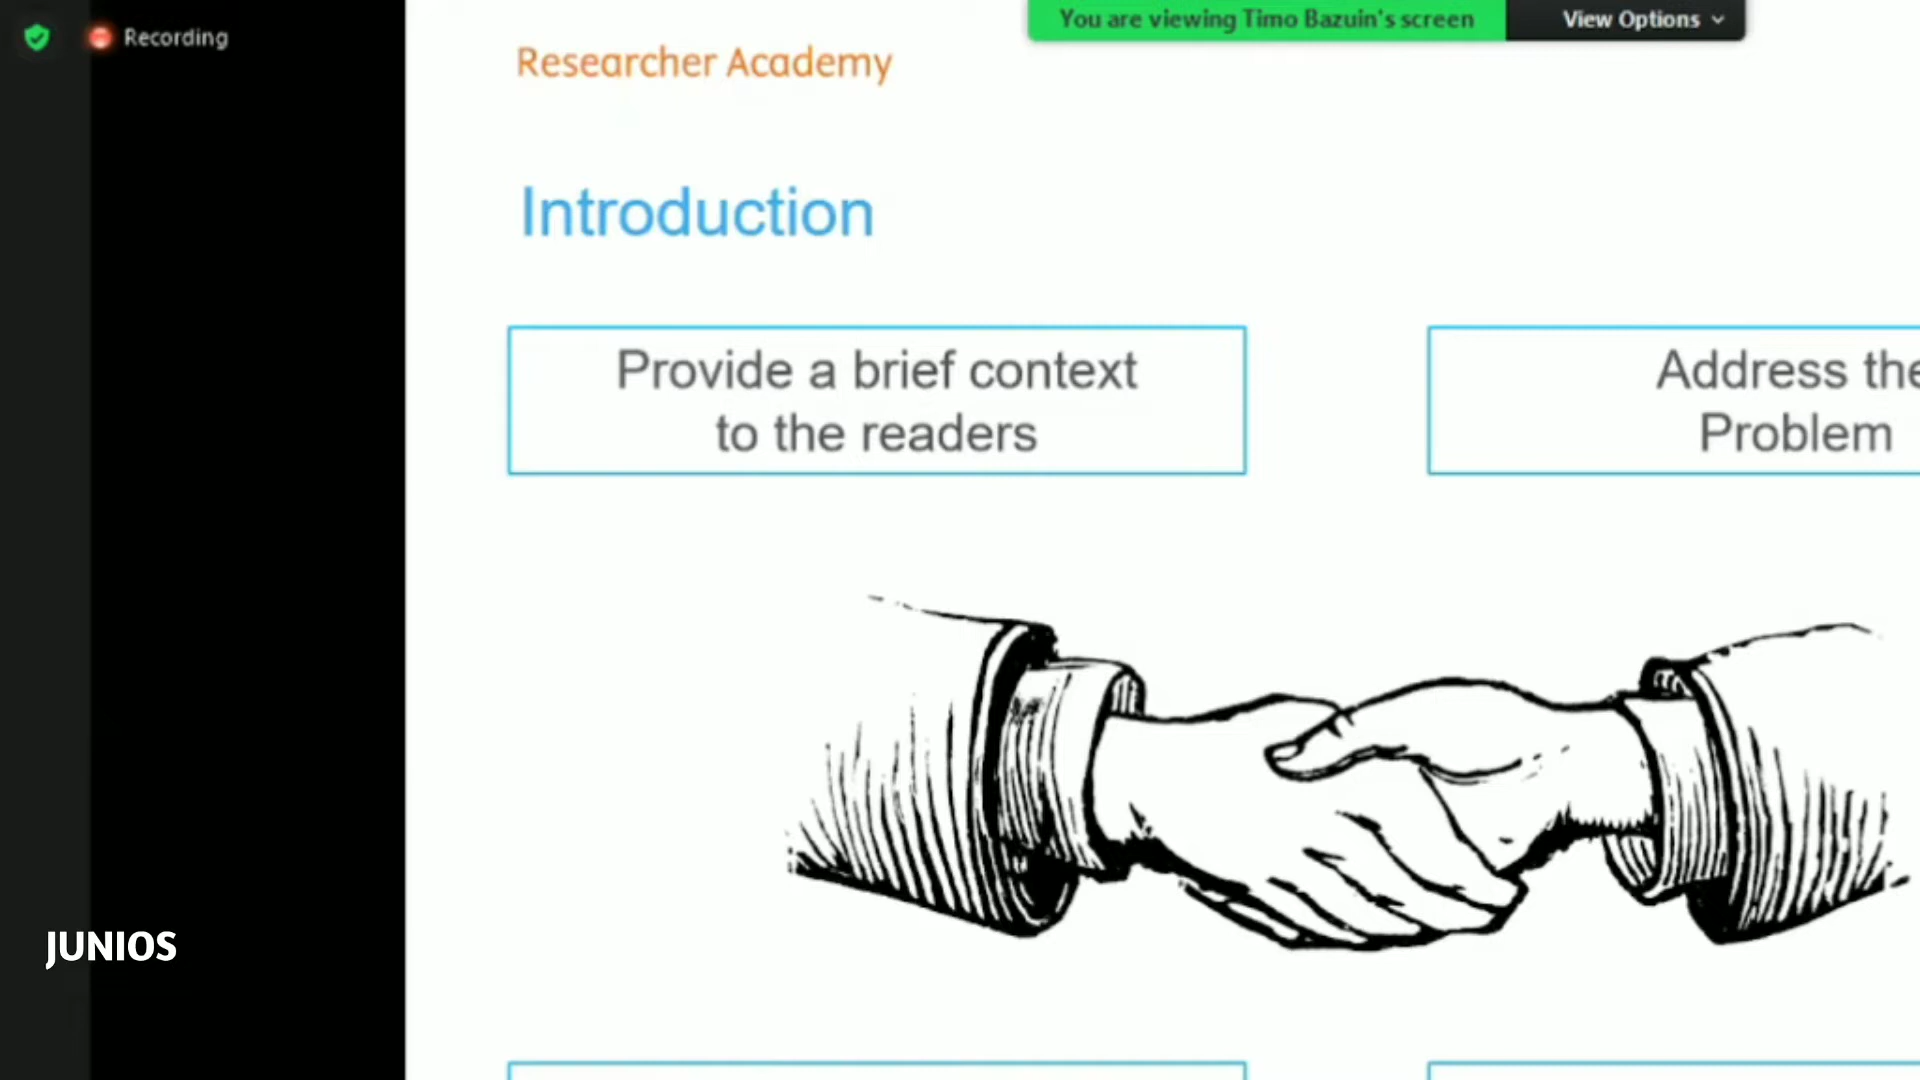 Recording
You are viewing Timo Bazuin's screen
View Options
Researcher Academy
Introduction
Provide a brief context
to the readers
Address the
Problem
JUNIOS